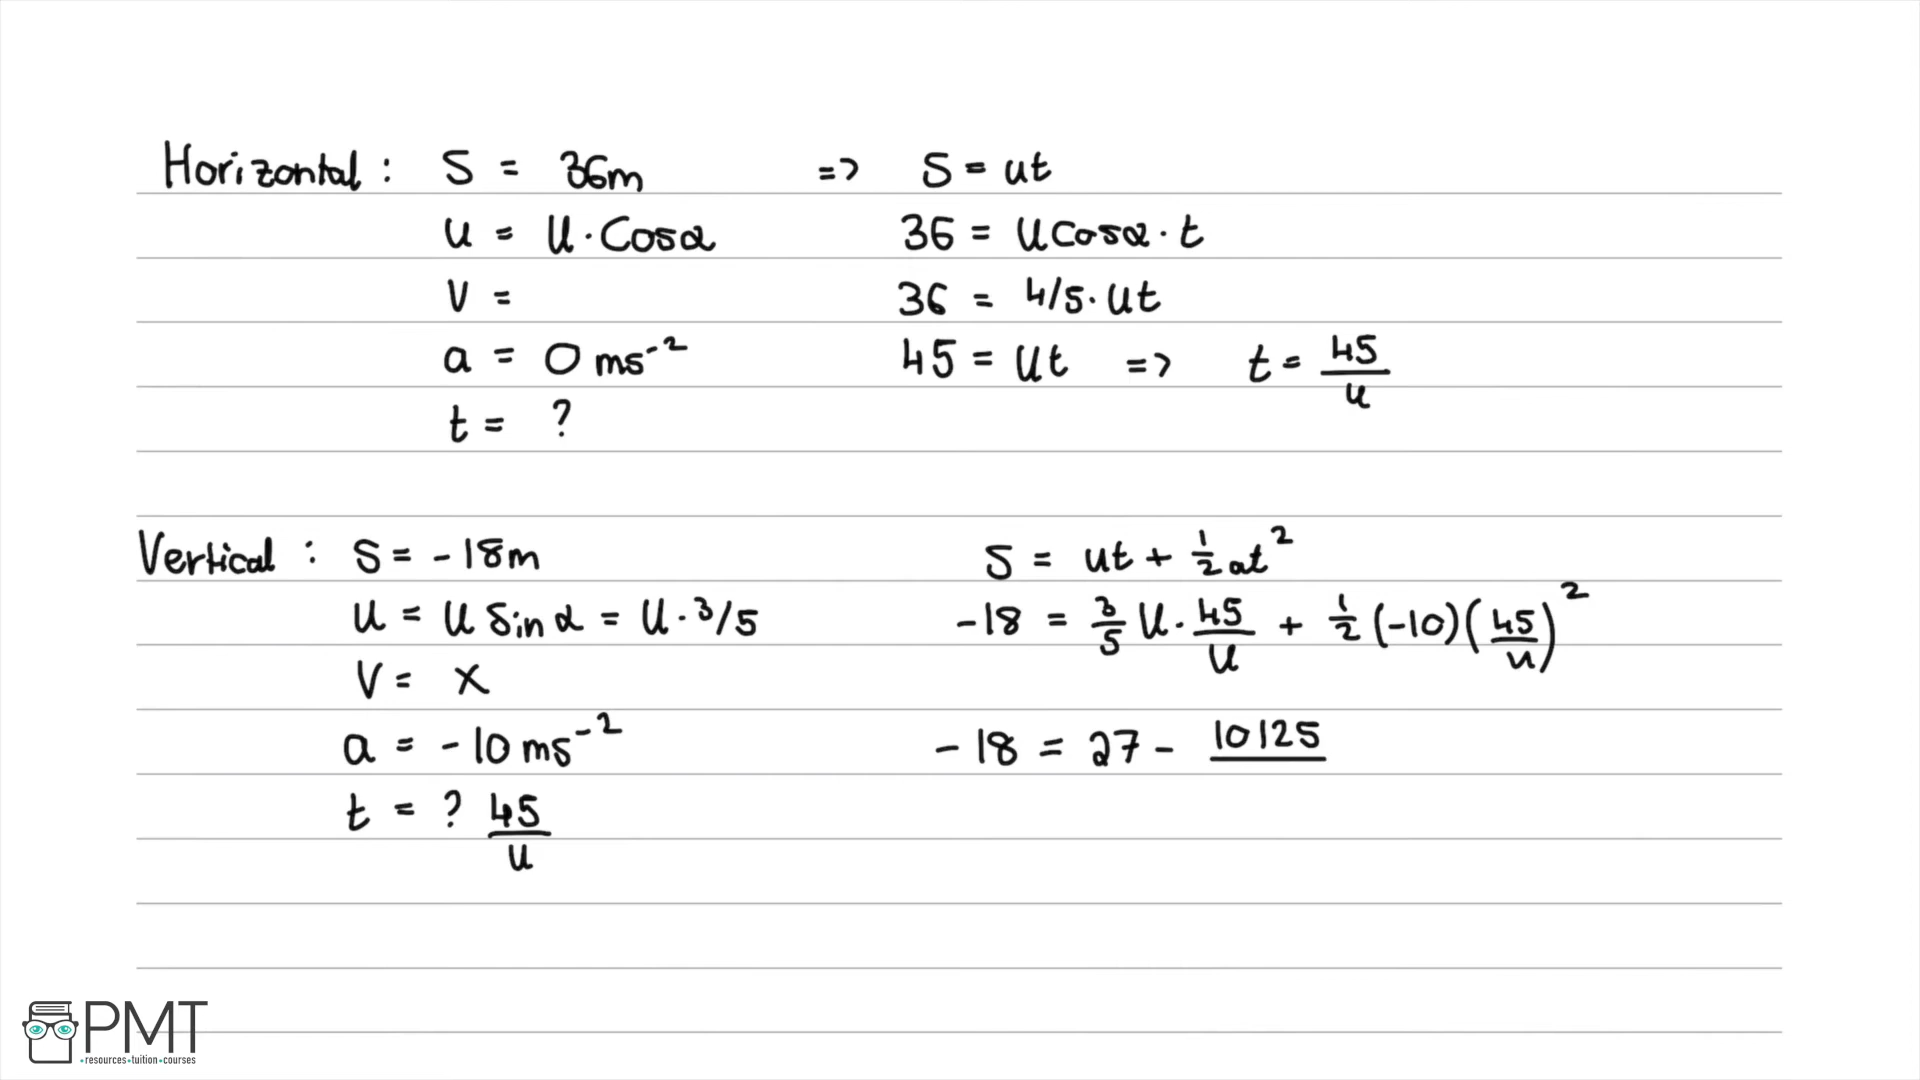 Horizontal: S = 36m => S = ut
u = U·Cosα 36 = UCosα·t
V = 36 = 4/5·Ut
a = 0 ms⁻² 45 = Ut => t = 45/u
t = ?
Vertical: S = -18m S = ut + ½at²
u = U Sin α = U·3/5 -18 = 3/5 U · 45/U + ½(-10)(45/u)²
V = X
a = -10 ms⁻² -18 = 27 - 10125
t = ? 45/u
PMT
•resources•tuition•courses